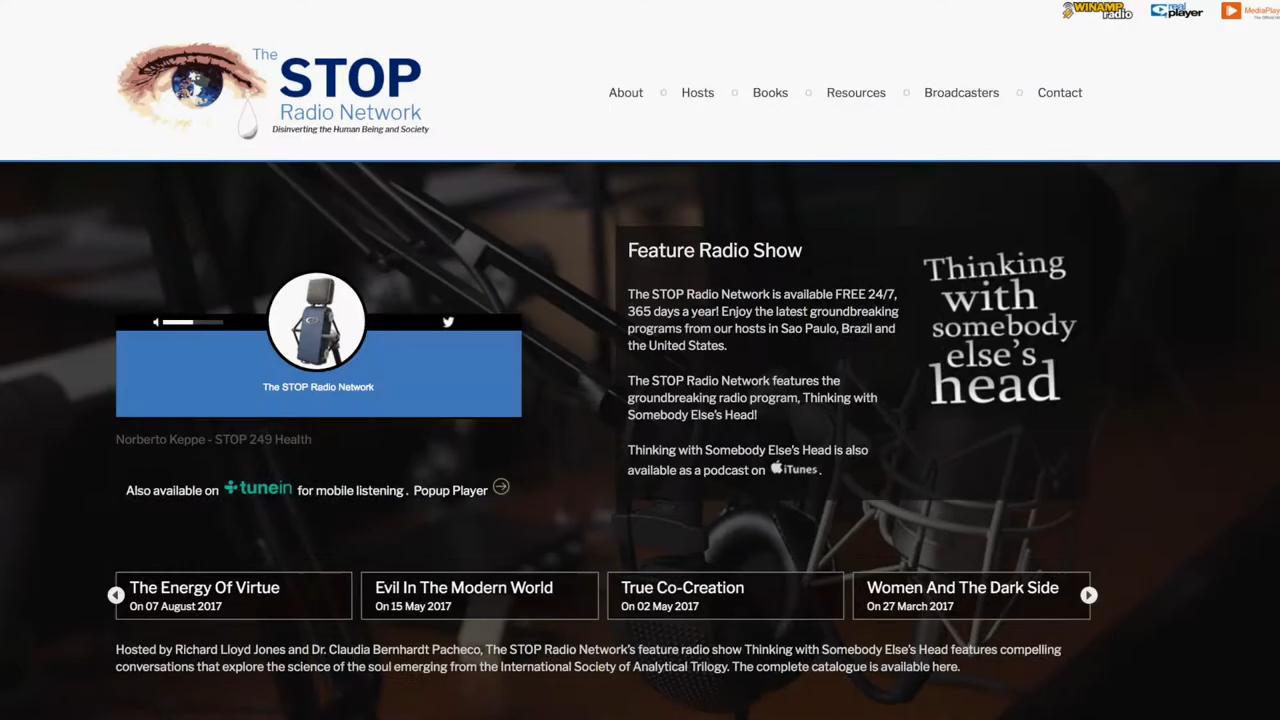 WINAMP radio
real player
MediaPlay
The
STOP
Radio Network
Disinverting the Human Being and Society
About
Hosts
Books
Resources
Broadcasters
Contact
The STOP Radio Network
Norberto Keppe - STOP 249 Health
Also available on tunein for mobile listening . Popup Player
Feature Radio Show
The STOP Radio Network is available FREE 24/7,
365 days a year! Enjoy the latest groundbreaking
programs from our hosts in Sao Paulo, Brazil and
the United States.
The STOP Radio Network features the
groundbreaking radio program, Thinking with
Somebody Else's Head!
Thinking with Somebody Else's Head is also
available as a podcast on iTunes .
Thinking
with
somebody
else's
head
The Energy Of Virtue
On 07 August 2017
Evil In The Modern World
On 15 May 2017
True Co-Creation
On 02 May 2017
Women And The Dark Side
On 27 March 2017
Hosted by Richard Lloyd Jones and Dr. Claudia Bernhardt Pacheco, The STOP Radio Network's feature radio show Thinking with Somebody Else's Head features compelling
conversations that explore the science of the soul emerging from the International Society of Analytical Trilogy. The complete catalogue is available here.